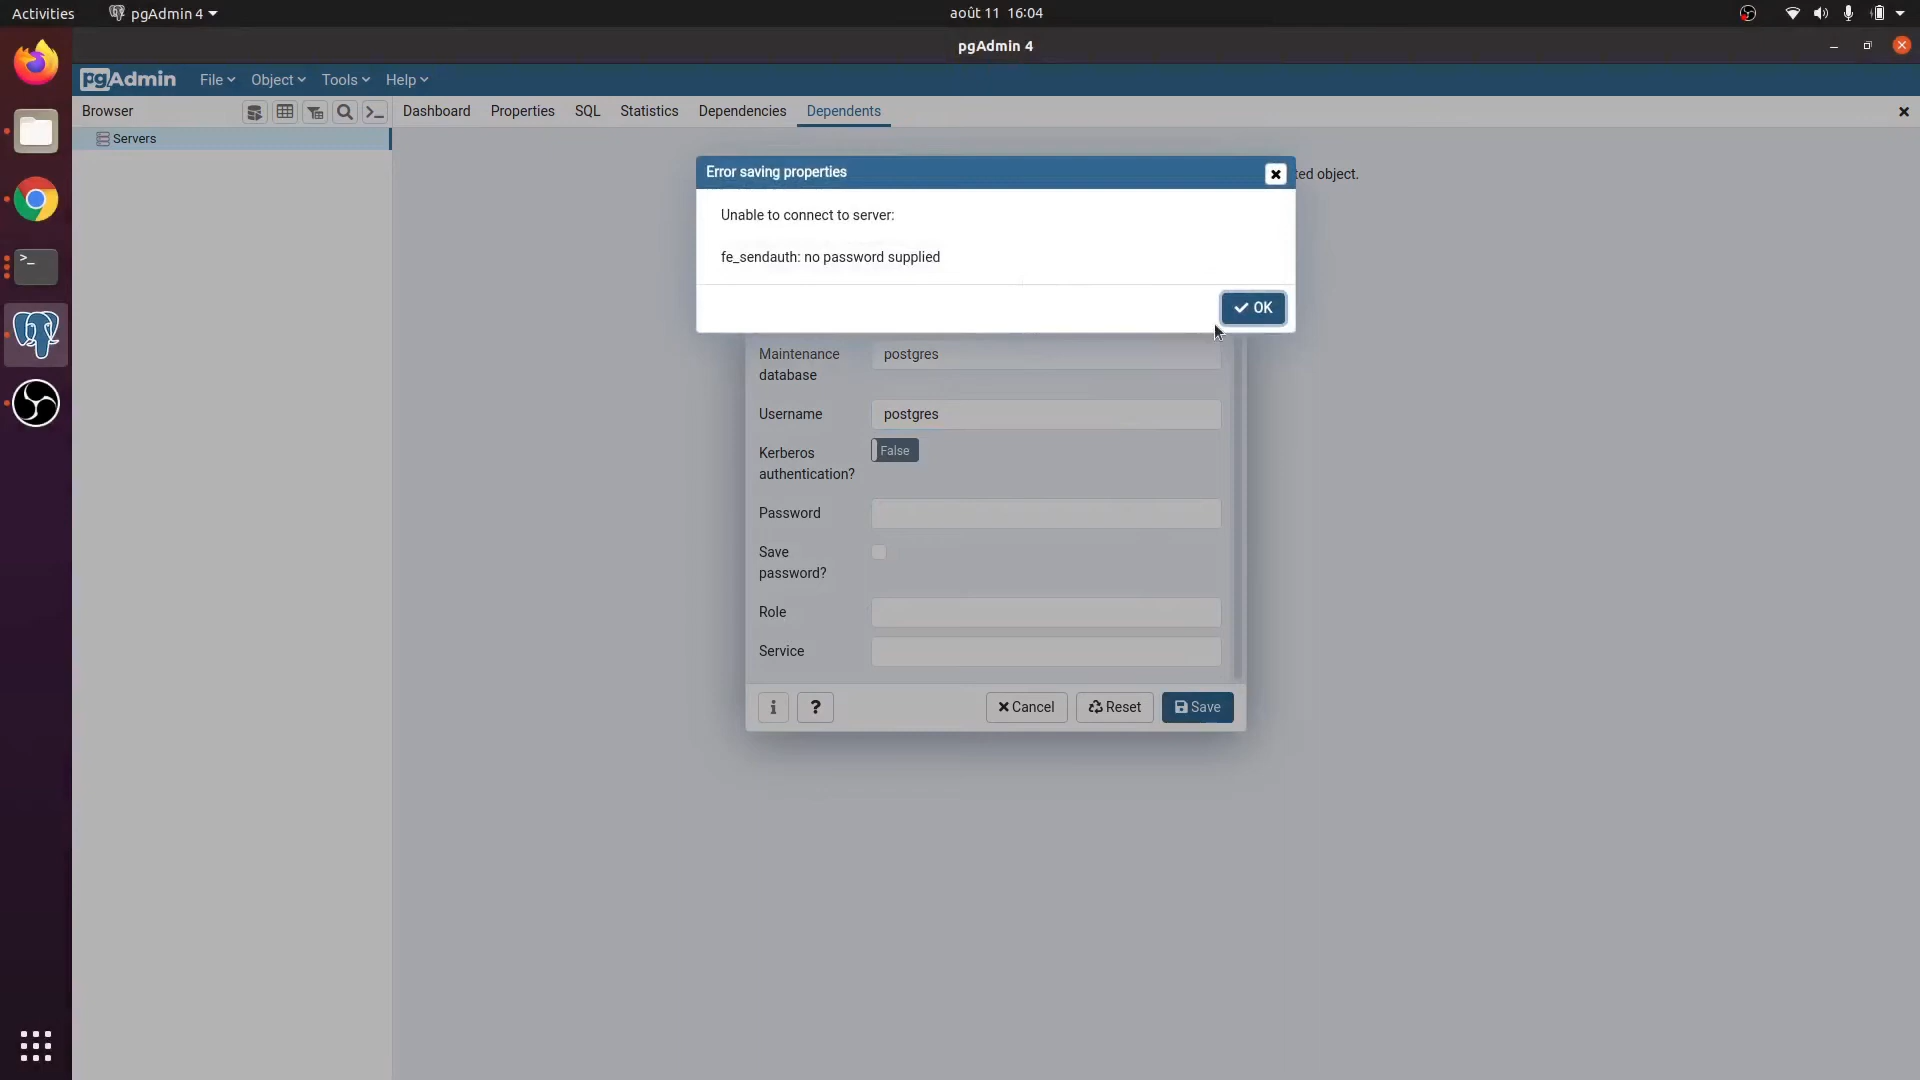 Activities
pgAdmin 4
août 11 16:04
pgAdmin 4
pgAdmin
File
Object
Tools
Help
Browser
>_
Dashboard
Properties
SQL
Statistics
Dependencies
Dependents
Servers
Error saving properties
ted object.
Unable to connect to server:
fe_sendauth: no password supplied
OK
Maintenance
database
postgres
Username
postgres
Kerberos
authentication?
False
Password
Save
password?
Role
Service
i
?
Cancel
Reset
Save